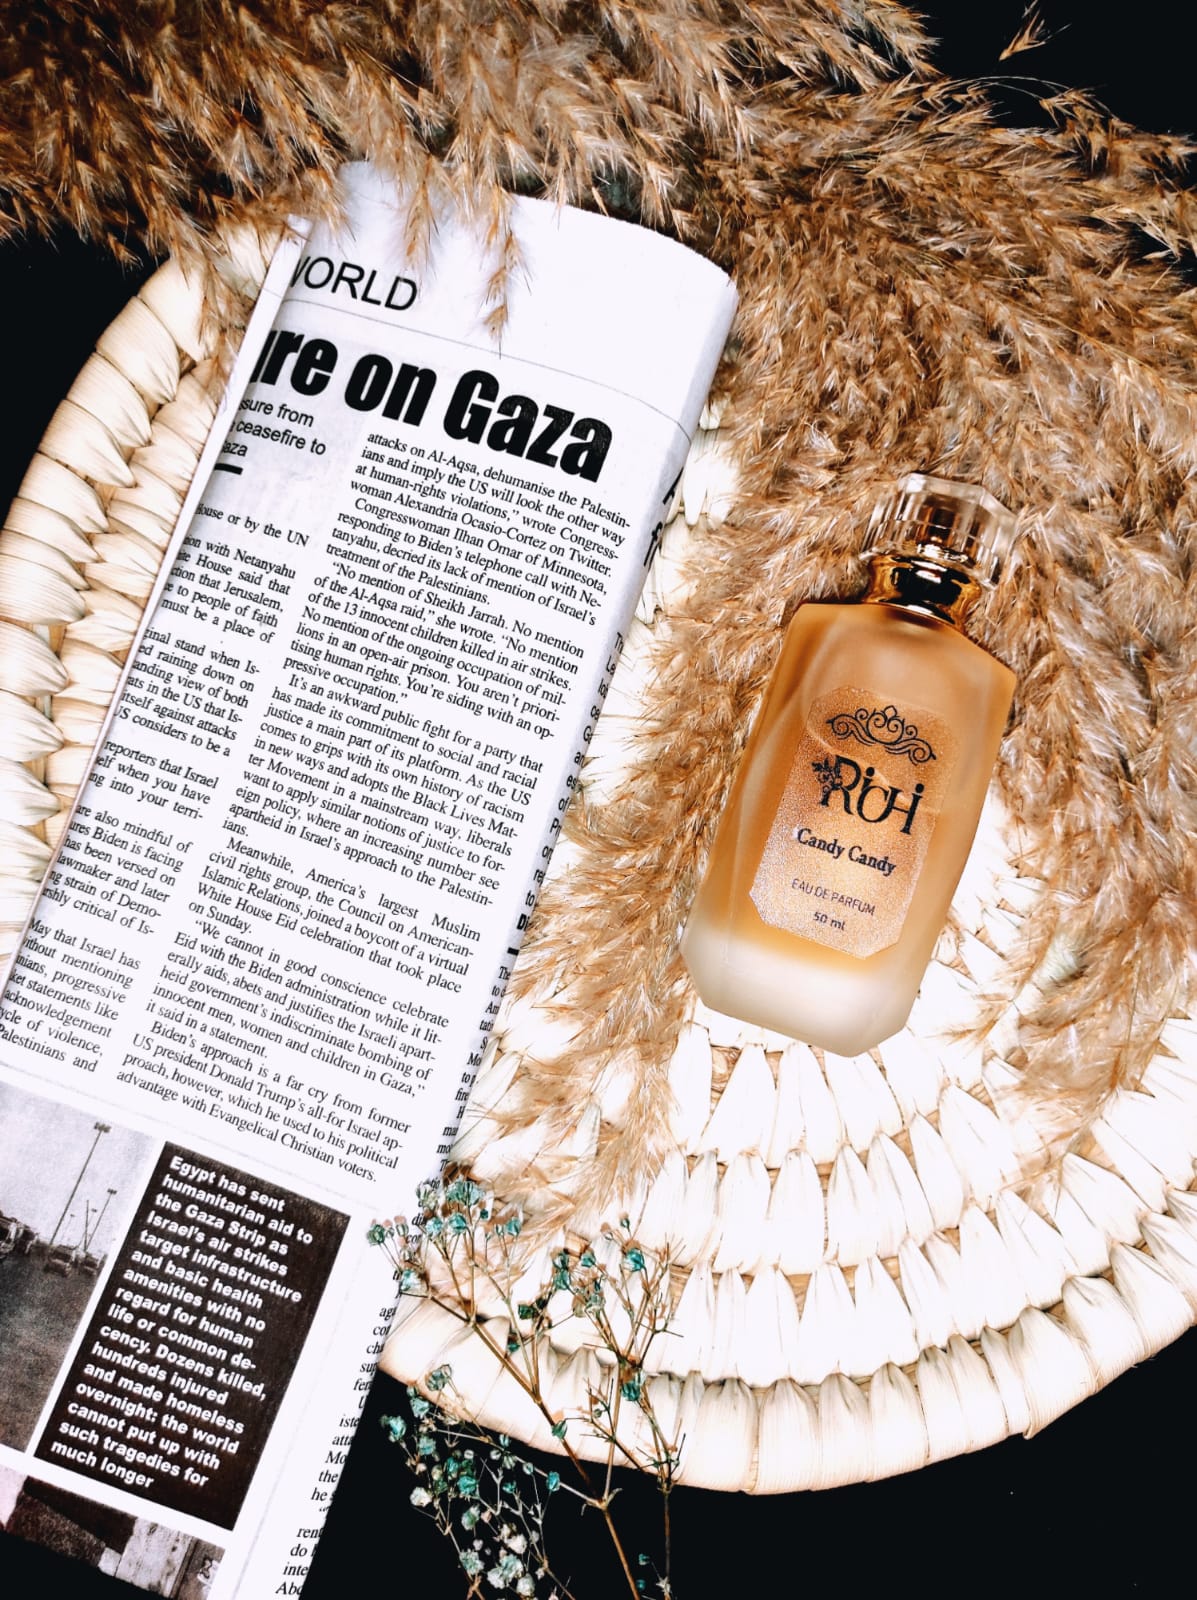 WORLD
on Gaza
sure from
ceasefire to
House or by the UN
with Netanyahu
House said that
that Jerusalem,
to people of faith
must be a place of
stand when Is-
raining down on
view of both
in the US that Is-
itself against attacks
US considers to be a
reporters that Israel
when you have
into your terri-
are also mindful of
Biden is facing
has been versed on
lawmaker and later
strain of Demo-
critical of Is-
May that Israel has
without mentioning
progressive
statements like
acknowledgement
of violence,
Palestinians and
attacks on Al-Aqsa, dehumanise the Palestin-
ians and imply the US will look the other way
at human-rights violations,” wrote Congress-
woman Alexandria Ocasio-Cortez on Twitter.
Congresswoman Ilhan Omar of Minnesota,
responding to Biden's telephone call with Ne-
tanyahu, decried its lack of mention of Israel's
treatment of the Palestinians.
“No mention of Sheikh Jarrah. No mention
of the Al-Aqsa raid,” she wrote. “No mention
of the 13 innocent children killed in air strikes.
No mention of the ongoing occupation of mil-
lions in an open-air prison. You aren't priori-
tising human rights. You're siding with an op-
pressive occupation.”
It's an awkward public fight for a party that
has made its commitment to social and racial
justice a main part of its platform. As the US
comes to grips with its own history of racism
in new ways and adopts the Black Lives Mat-
ter Movement in a mainstream way, liberals
want to apply similar notions of justice to for-
eign policy, where an increasing number see
apartheid in Israel's approach to the Palestin-
ians.
Meanwhile, America's largest Muslim
civil rights group, the Council on American-
Islamic Relations, joined a boycott of a virtual
White House Eid celebration that took place
on Sunday.
“We cannot in good conscience celebrate
Eid with the Biden administration while it lit-
erally aids, abets and justifies the Israeli apart-
heid government's indiscriminate bombing of
innocent men, women and children in Gaza,”
it said in a statement.
Biden's approach is a far cry from former
US president Donald Trump's all-for Israel ap-
proach, however, which he used to his political
advantage with Evangelical Christian voters.
Egypt has sent
humanitarian aid to
the Gaza Strip as
Israel's air strikes
target infrastructure
and basic health
amenities with no
regard for human
life or common de-
cency. Dozens killed,
hundreds injured
and made homeless
overnight: the world
cannot put up with
such tragedies for
much longer
RiCHi
Candy Candy
EAU DE PARFUM
50 ml